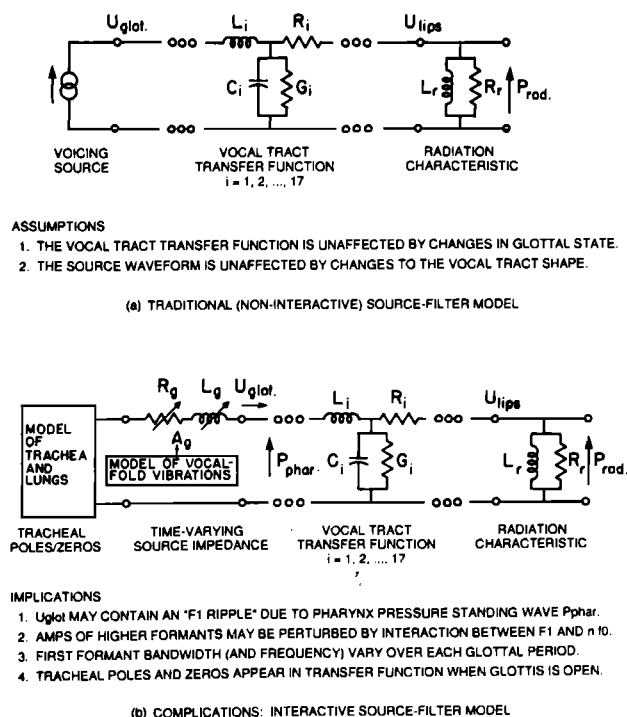 Uglot.
Li
Ri
Ulips
Ci
Gi
Lr
Rr
Prad.
VOICING
SOURCE
VOCAL TRACT
TRANSFER FUNCTION
i = 1, 2, ..., 17
RADIATION
CHARACTERISTIC
ASSUMPTIONS
1. THE VOCAL TRACT TRANSFER FUNCTION IS UNAFFECTED BY CHANGES IN GLOTTAL STATE.
2. THE SOURCE WAVEFORM IS UNAFFECTED BY CHANGES TO THE VOCAL TRACT SHAPE.
(a) TRADITIONAL (NON-INTERACTIVE) SOURCE-FILTER MODEL
Rg
Lg
Uglot.
Li
Ri
Ulips
MODEL
OF
TRACHEA
AND
LUNGS
Ag
MODEL OF VOCAL-
FOLD VIBRATIONS
Pphar.
Ci
Gi
Lr
Rr
Prad.
TRACHEAL
POLES/ZEROS
TIME-VARYING
SOURCE IMPEDANCE
VOCAL TRACT
TRANSFER FUNCTION
i = 1, 2, ..., 17
RADIATION
CHARACTERISTIC
IMPLICATIONS
1. Uglot MAY CONTAIN AN "F1 RIPPLE" DUE TO PHARYNX PRESSURE STANDING WAVE Pphar.
2. AMPS OF HIGHER FORMANTS MAY BE PERTURBED BY INTERACTION BETWEEN F1 AND n f0.
3. FIRST FORMANT BANDWIDTH (AND FREQUENCY) VARY OVER EACH GLOTTAL PERIOD.
4. TRACHEAL POLES AND ZEROS APPEAR IN TRANSFER FUNCTION WHEN GLOTTIS IS OPEN.
(b) COMPLICATIONS: INTERACTIVE SOURCE-FILTER MODEL